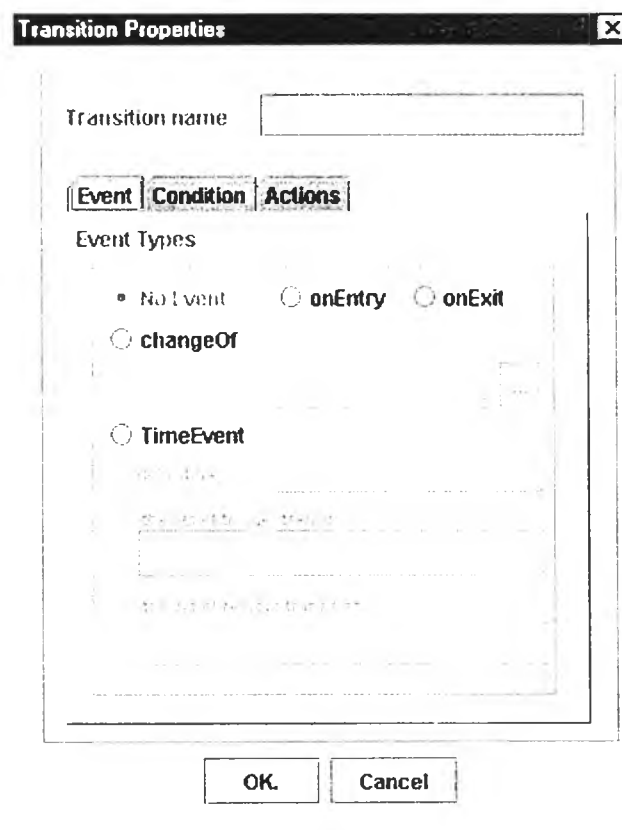 Transition Properties
Transition name
Event Condition Actions
Event Types
No Event onEntry onExit
changeOf
...
TimeEvent
OK. Cancel